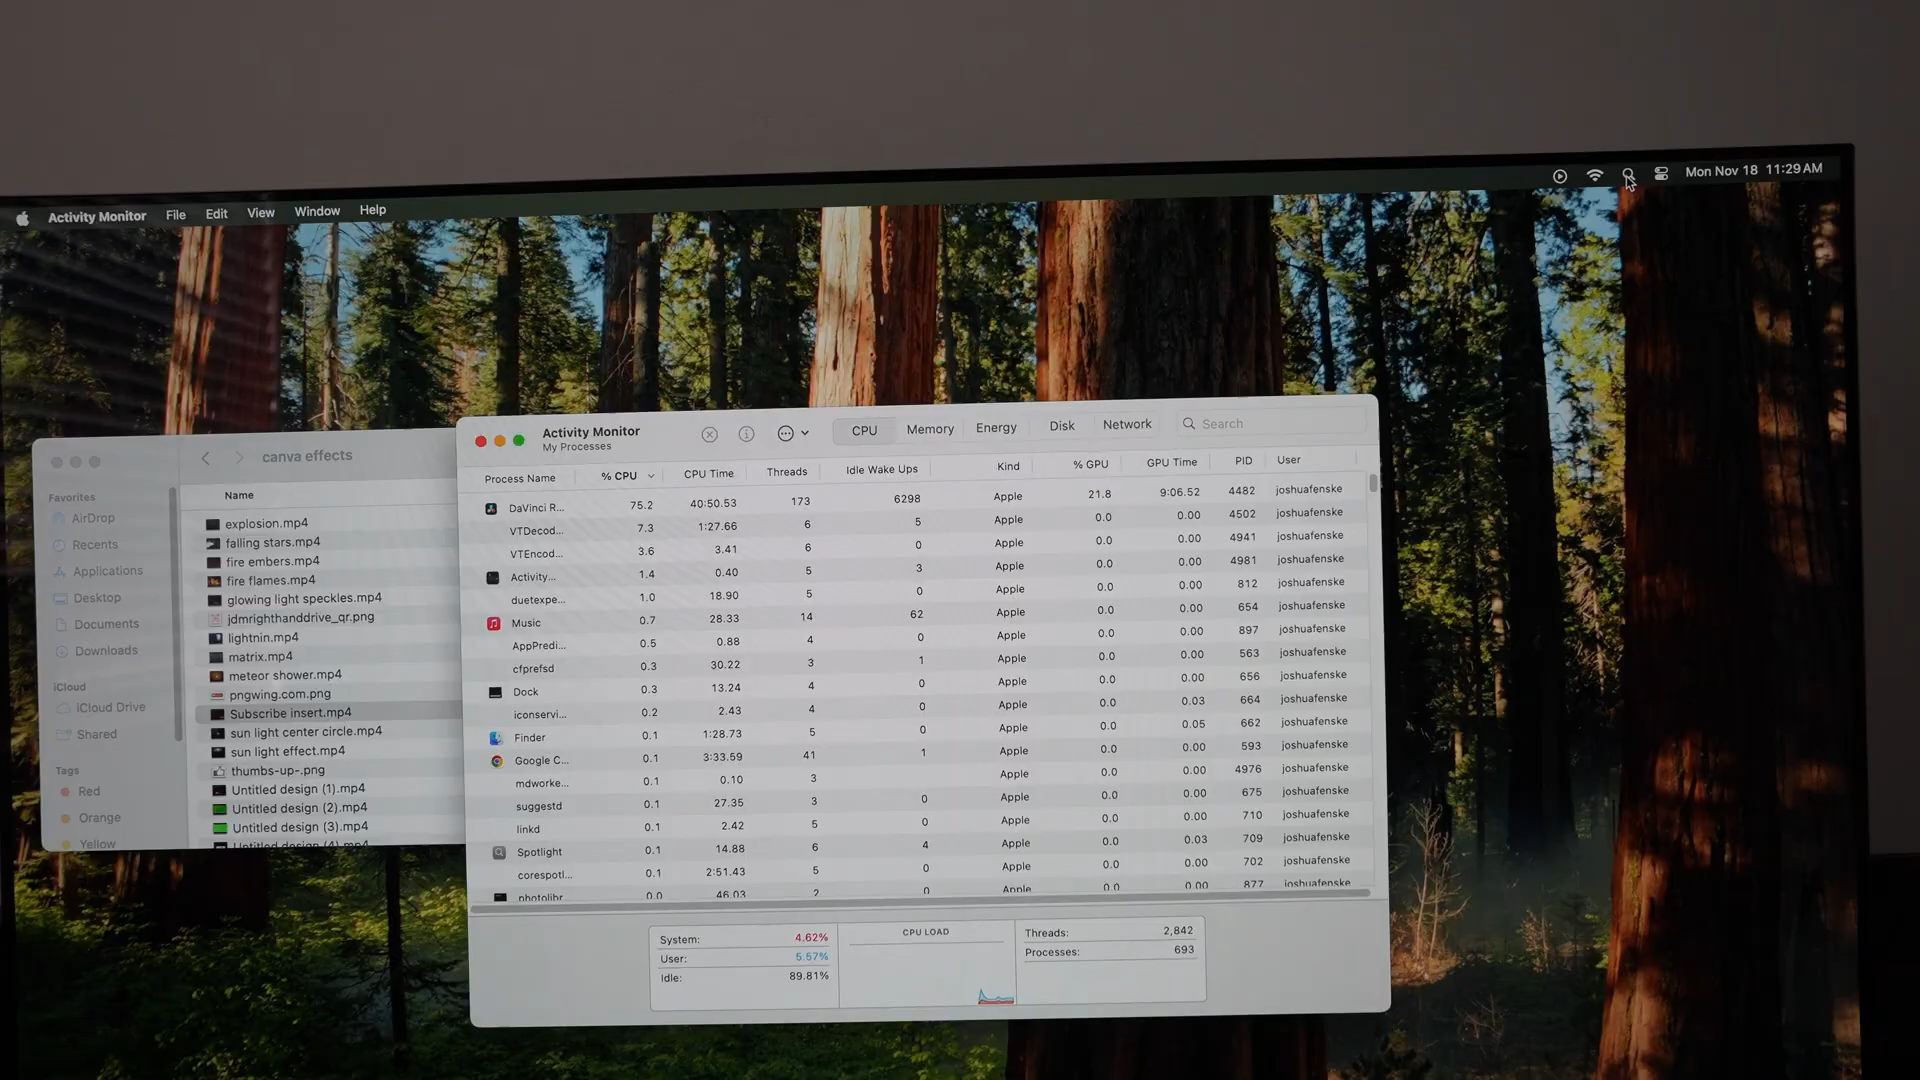 Activity Monitor File Edit View Window Help
Mon Nov 18 11:29 AM
canva effects
Favorites
AirDrop
Recents
Applications
Desktop
Documents
Downloads
iCloud
iCloud Drive
Shared
Tags
Red
Orange
Yellow
Name
explosion.mp4
falling stars.mp4
fire embers.mp4
fire flames.mp4
glowing light speckles.mp4
jdmrighthanddrive_qr.png
lightnin.mp4
matrix.mp4
meteor shower.mp4
pngwing.com.png
Subscribe insert.mp4
sun light center circle.mp4
sun light effect.mp4
thumbs-up-.png
Untitled design (1).mp4
Untitled design (2).mp4
Untitled design (3).mp4
Untitled design (4).mp4
Activity Monitor
My Processes
CPU Memory Energy Disk Network Search
Process Name % CPU CPU Time Threads Idle Wake Ups Kind % GPU GPU Time PID User
DaVinci R... 75.2 40:50.53 173 6298 Apple 21.8 9:06.52 4482 joshuafenske
VTDecod... 7.3 1:27.66 6 5 Apple 0.0 0.00 4502 joshuafenske
VTEncod... 3.6 3.41 6 0 Apple 0.0 0.00 4941 joshuafenske
Activity... 1.4 0.40 5 3 Apple 0.0 0.00 4981 joshuafenske
duetexpe... 1.0 18.90 5 0 Apple 0.0 0.00 812 joshuafenske
Music 0.7 28.33 14 62 Apple 0.0 0.00 654 joshuafenske
AppPredi... 0.5 0.88 4 0 Apple 0.0 0.00 897 joshuafenske
cfprefsd 0.3 30.22 3 1 Apple 0.0 0.00 563 joshuafenske
Dock 0.3 13.24 4 0 Apple 0.0 0.00 656 joshuafenske
iconservi... 0.2 2.43 4 0 Apple 0.0 0.03 664 joshuafenske
Finder 0.1 1:28.73 5 0 Apple 0.0 0.05 662 joshuafenske
Google C... 0.1 3:33.59 41 1 Apple 0.0 0.00 593 joshuafenske
mdworke... 0.1 0.10 3 Apple 0.0 0.00 4976 joshuafenske
suggestd 0.1 27.35 3 0 Apple 0.0 0.00 675 joshuafenske
linkd 0.1 2.42 5 0 Apple 0.0 0.00 710 joshuafenske
Spotlight 0.1 14.88 6 4 Apple 0.0 0.03 709 joshuafenske
corespotl... 0.1 2:51.43 5 0 Apple 0.0 0.00 702 joshuafenske
photolibr 0.0 46.03 2 0 Apple 0.0 0.00 877 joshuafenske
System: 4.62%
User: 5.57%
Idle: 89.81%
CPU LOAD
Threads: 2,842
Processes: 693